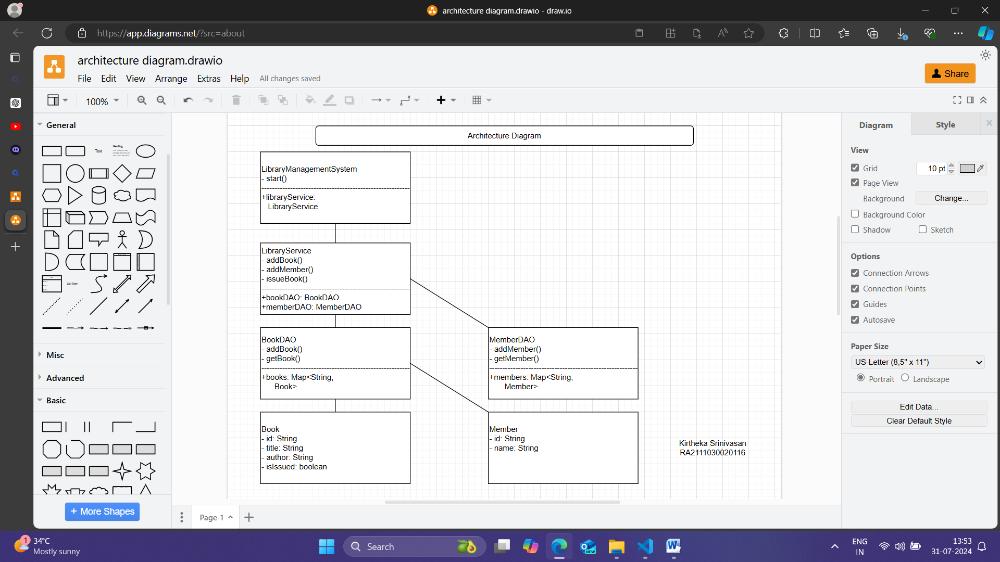 architecture diagram.drawio - draw.io
https://app.diagrams.net/?src=about
architecture diagram.drawio
File Edit View Arrange Extras Help All changes saved
Share
100%
General
Text
Heading
List Item
Misc
Advanced
Basic
+ More Shapes
Architecture Diagram
LibraryManagementSystem
- start()
+libraryService:
LibraryService
LibraryService
- addBook()
- addMember()
- issueBook()
+bookDAO: BookDAO
+memberDAO: MemberDAO
BookDAO
- addBook()
- getBook()
+books: Map<String,
Book>
MemberDAO
- addMember()
- getMember()
+members: Map<String,
Member>
Book
- id: String
- title: String
- author: String
- isIssued: boolean
Member
- id: String
- name: String
Kirtheka Srinivasan
RA2111030020116
Page-1
Diagram Style
View
Grid 10 pt
Page View
Background Change...
Background Color
Shadow Sketch
Options
Connection Arrows
Connection Points
Guides
Autosave
Paper Size
US-Letter (8,5" x 11")
Portrait Landscape
Edit Data...
Clear Default Style
1
34°C
Mostly sunny
Search
NEW
ENG
IN
13:53
31-07-2024